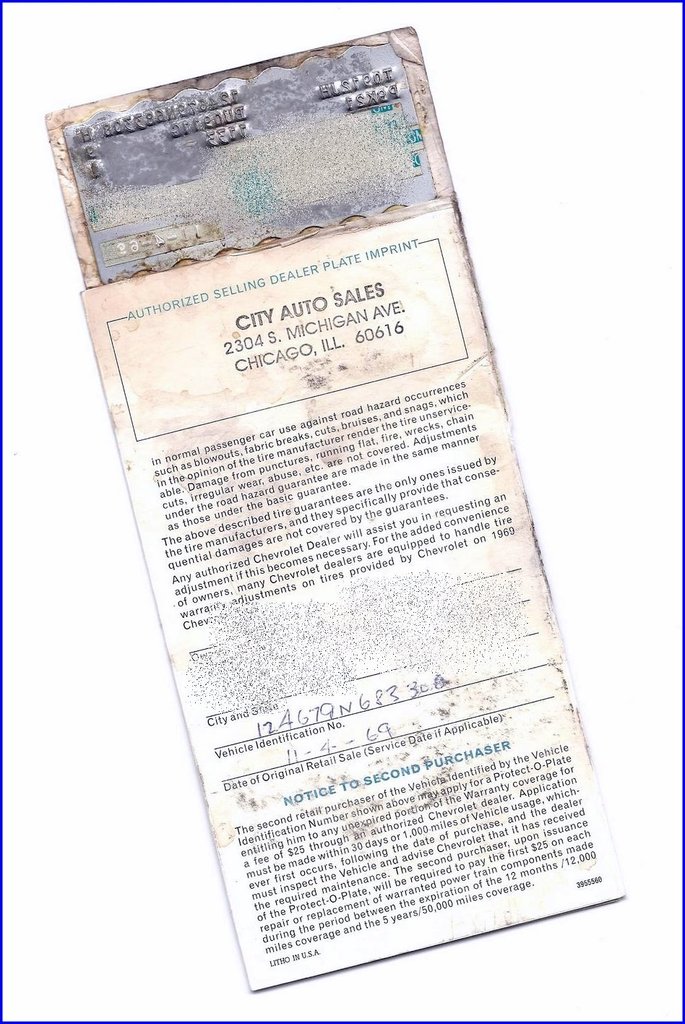 AUTHORIZED SELLING DEALER PLATE IMPRINT
CITY AUTO SALES
2304 S. MICHIGAN AVE.
CHICAGO, ILL. 60616
in normal passenger car use against road hazard occurrences
such as blowouts, fabric breaks, cuts, bruises, and snags, which
in the opinion of the tire manufacturer render the tire unservice-
able. Damage from punctures, running flat, fire, wrecks, chain
cuts, irregular wear, abuse, etc. are not covered. Adjustments
under the road hazard guarantee are made in the same manner
as those under the basic guarantee.
The above described tire guarantees are the only ones issued by
the tire manufacturers, and they specifically provide that conse-
quential damages are not covered by the guarantees.
Any authorized Chevrolet Dealer will assist you in requesting an
adjustment if this becomes necessary. For the added convenience
of owners, many Chevrolet dealers are equipped to handle tire
warranty adjustments on tires provided by Chevrolet on 1969
City and State
124679N683308
Vehicle Identification No.
11-4-69
Date of Original Retail Sale (Service Date if Applicable)
NOTICE TO SECOND PURCHASER
The second retail purchaser of the Vehicle identified by the Vehicle
Identification Number shown above may apply for a Protect-O-Plate
entitling him to any unexpired portion of the Warranty coverage for
a fee of $25 through an authorized Chevrolet dealer. Application
must be made within 30 days or 1,000 miles of Vehicle usage, which-
ever first occurs, following the date of purchase, and the dealer
must inspect the Vehicle and advise Chevrolet that it has received
the required maintenance. The second purchaser, upon issuance
of the Protect-O-Plate, will be required to pay the first $25 on each
repair or replacement of warranted power train components made
during the period between the expiration of the 12 months/12,000
miles coverage and the 5 years/50,000 miles coverage.
3955560
LITHO IN U.S.A.